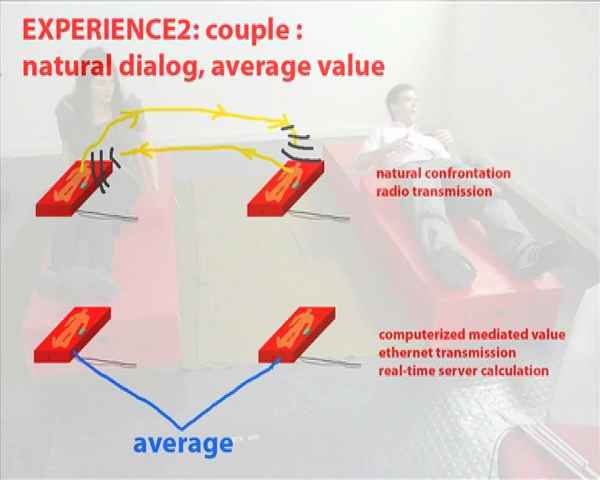 EXPERIENCE2: couple :
natural dialog, average value
natural confrontation
radio transmission
computerized mediated value
ethernet transmission
real-time server calculation
average